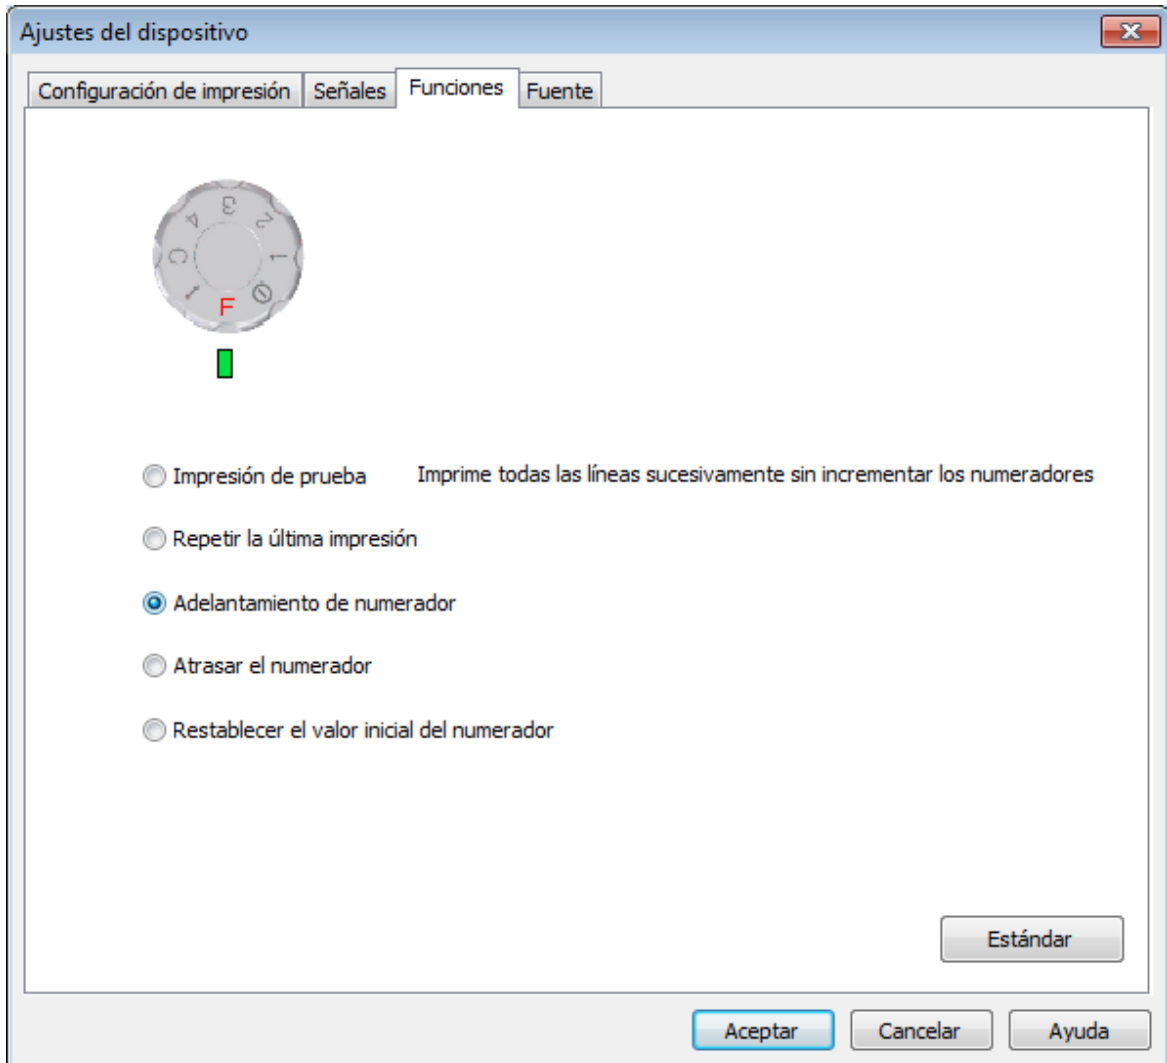 Ajustes del dispositivo
Configuración de impresión Señales Funciones Fuente
3
4 2
C 1
F
Impresión de prueba Imprime todas las líneas sucesivamente sin incrementar los numeradores
Repetir la última impresión
Adelantamiento de numerador
Atrasar el numerador
Restablecer el valor inicial del numerador
Estándar
Aceptar Cancelar Ayuda